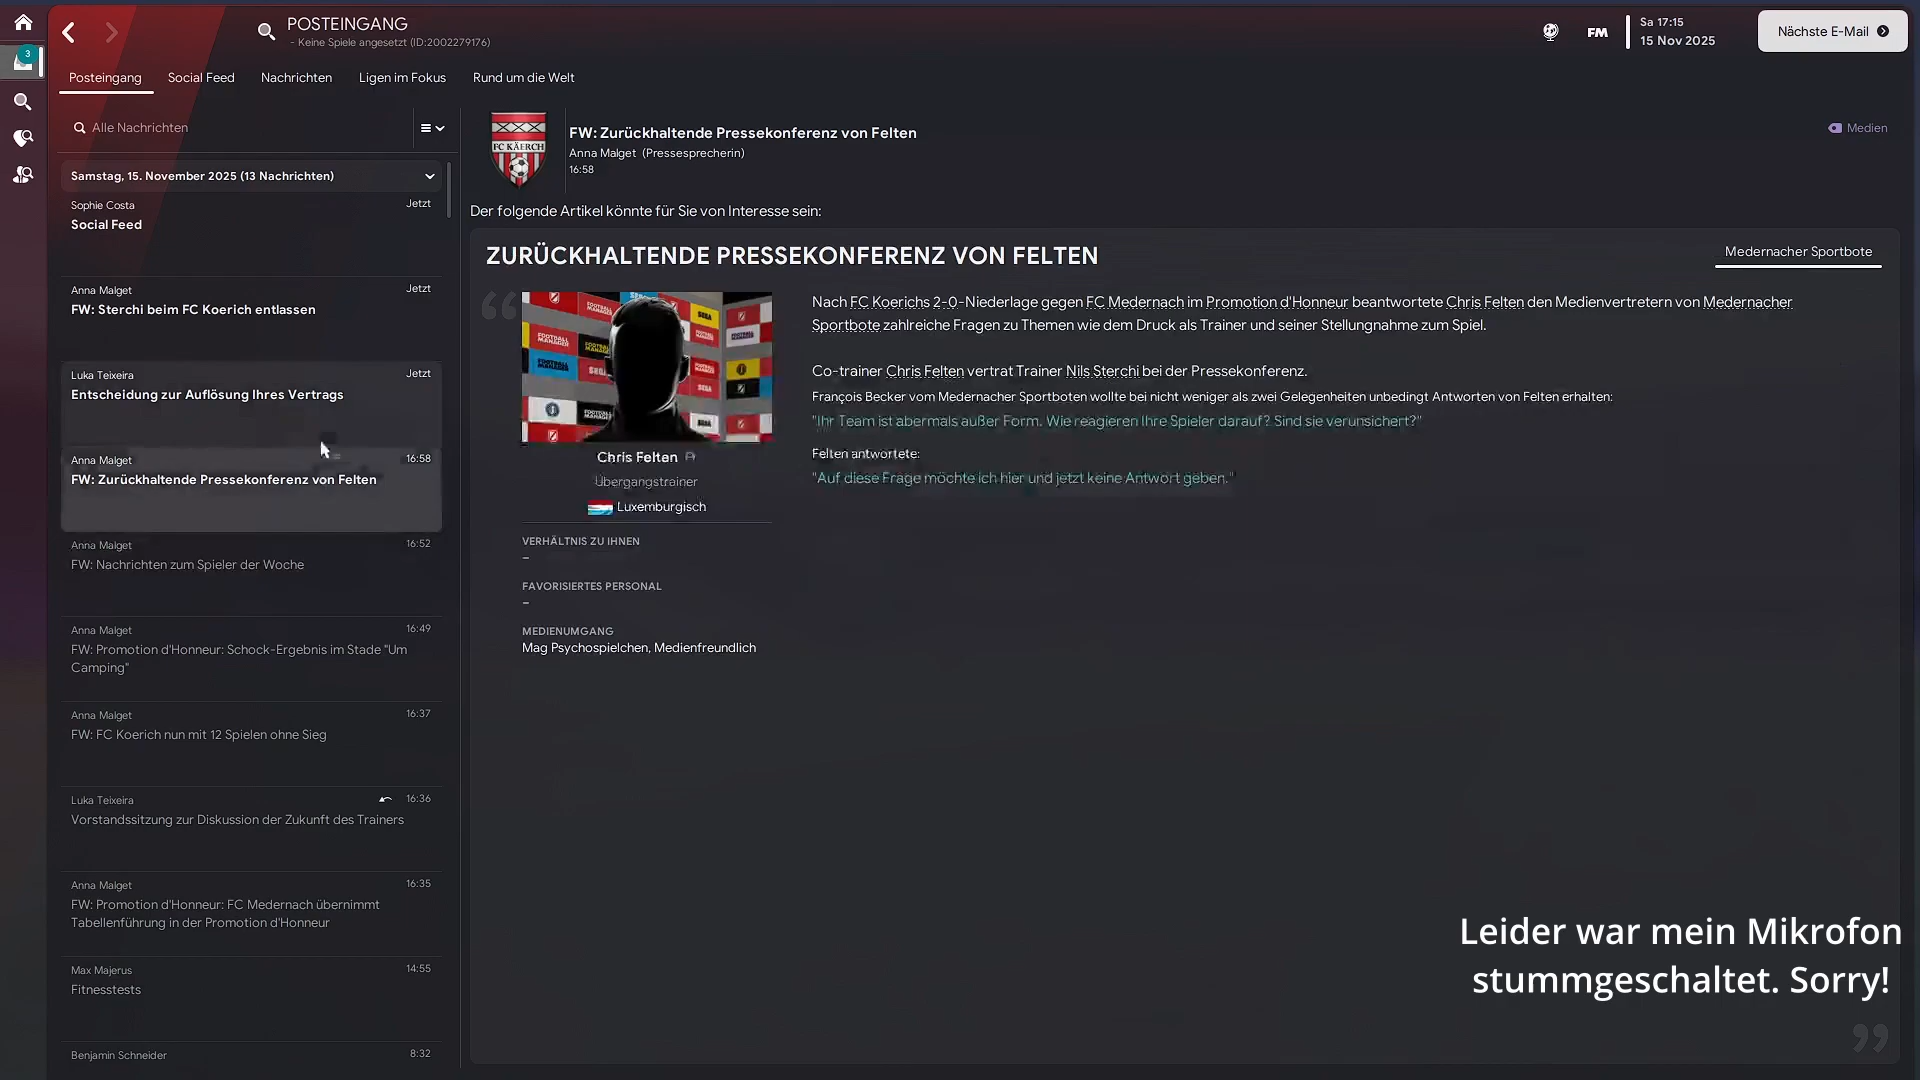 POSTEINGANG
- Keine Spiele angesetzt (ID:2002279176)
FM
Sa 17:15
15 Nov 2025
Nächste E-Mail
3
Posteingang
Social Feed
Nachrichten
Ligen im Fokus
Rund um die Welt
Alle Nachrichten
Samstag, 15. November 2025 (13 Nachrichten)
Sophie Costa
Jetzt
Social Feed
Anna Malget
Jetzt
FW: Sterchi beim FC Koerich entlassen
Luka Teixeira
Jetzt
Entscheidung zur Auflösung Ihres Vertrags
Anna Malget
16:58
FW: Zurückhaltende Pressekonferenz von Felten
Anna Malget
16:52
FW: Nachrichten zum Spieler der Woche
Anna Malget
16:49
FW: Promotion d'Honneur: Schock-Ergebnis im Stade "Um
Camping"
Anna Malget
16:37
FW: FC Koerich nun mit 12 Spielen ohne Sieg
Luka Teixeira
16:36
Vorstandssitzung zur Diskussion der Zukunft des Trainers
Anna Malget
16:35
FW: Promotion d'Honneur: FC Medernach übernimmt
Tabellenführung in der Promotion d'Honneur
Max Majerus
14:55
Fitnesstests
Benjamin Schneider
8:32
FC KÄERCH
FW: Zurückhaltende Pressekonferenz von Felten
Anna Malget (Pressesprecherin)
16:58
Medien
Der folgende Artikel könnte für Sie von Interesse sein:
ZURÜCKHALTENDE PRESSEKONFERENZ VON FELTEN
Medernacher Sportbote
Nach FC Koerichs 2-0-Niederlage gegen FC Medernach im Promotion d'Honneur beantwortete Chris Felten den Medienvertretern von Medernacher
Sportbote zahlreiche Fragen zu Themen wie dem Druck als Trainer und seiner Stellungnahme zum Spiel.
Co-trainer Chris Felten vertrat Trainer Nils Sterchi bei der Pressekonferenz.
François Becker vom Medernacher Sportboten wollte bei nicht weniger als zwei Gelegenheiten unbedingt Antworten von Felten erhalten:
"Ihr Team ist abermals außer Form. Wie reagieren Ihre Spieler darauf? Sind sie verunsichert?"
Felten antwortete:
"Auf diese Frage möchte ich hier und jetzt keine Antwort geben."
Chris Felten
Übergangstrainer
Luxemburgisch
VERHÄLTNIS ZU IHNEN
–
FAVORISIERTES PERSONAL
–
MEDIENUMGANG
Mag Psychospielchen, Medienfreundlich
Leider war mein Mikrofon
stummgeschaltet. Sorry!